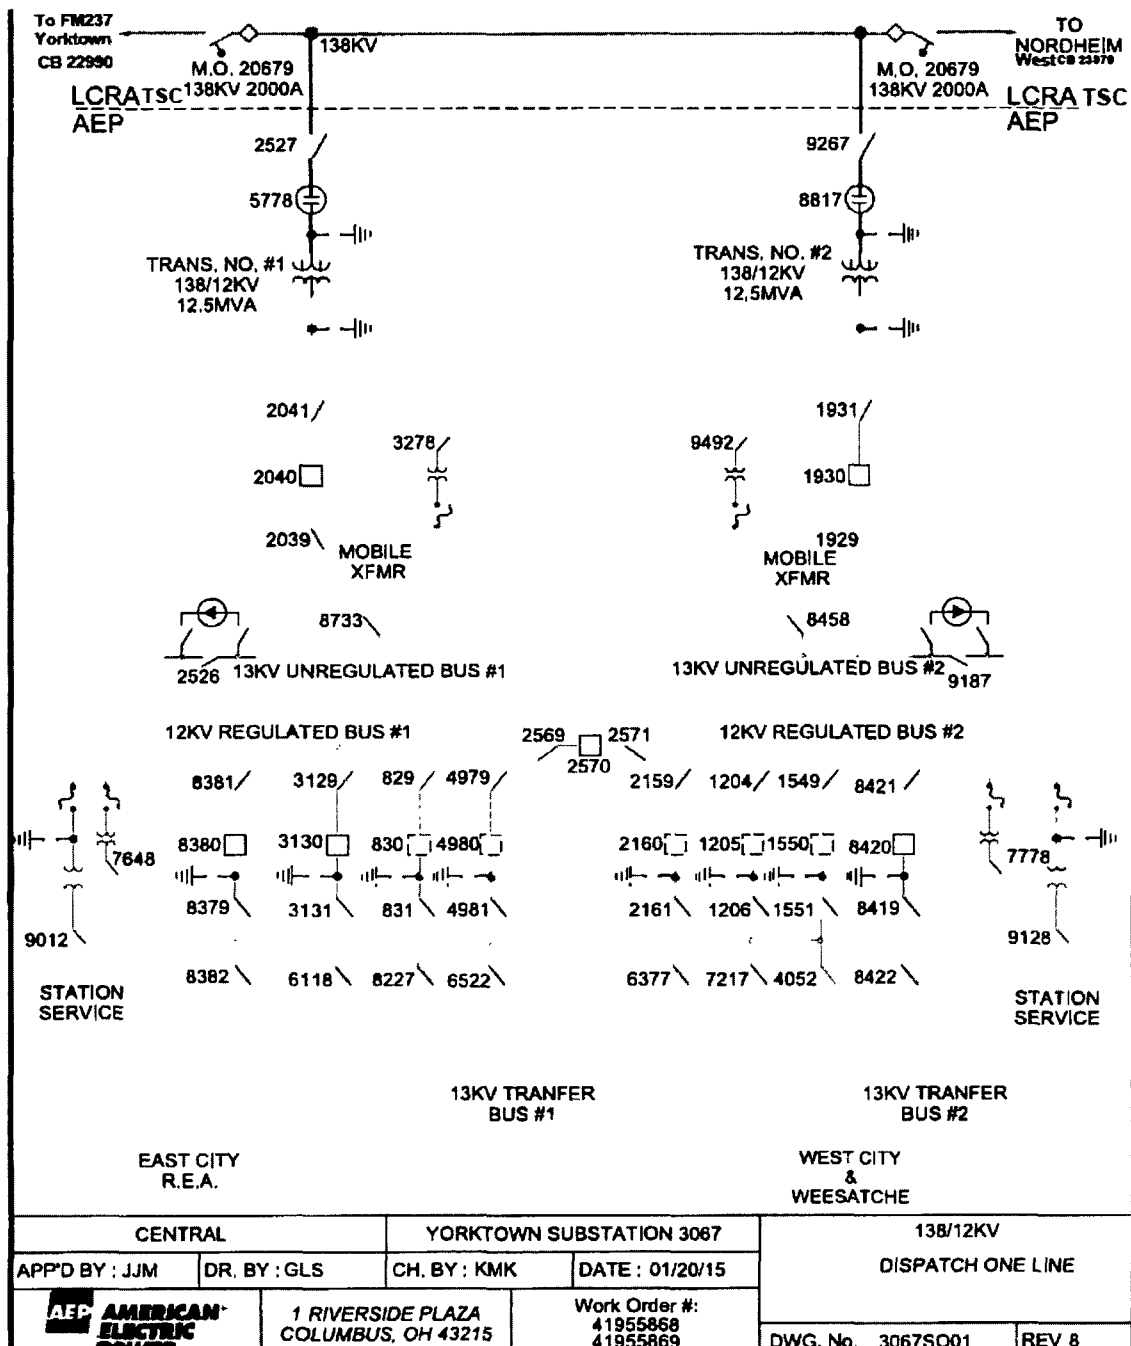 To FM237
Yorktown
CB 22990
138KV
M.O. 20679
138KV 2000A
TO
NORDHEIM
West CB 23970
M.O. 20679
138KV 2000A
LCRA TSC
AEP
LCRA TSC
AEP
2527
9267
5778
8817
TRANS. NO. #1
138/12KV
12.5MVA
TRANS. NO. #2
138/12KV
12.5MVA
2041
1931
3278
9492
2040
1930
2039
1929
MOBILE
XFMR
MOBILE
XFMR
8733
8458
2526
13KV UNREGULATED BUS #1
13KV UNREGULATED BUS #2
9187
12KV REGULATED BUS #1
2569
2571
2570
12KV REGULATED BUS #2
8381
3129
829
4979
2159
1204
1549
8421
7648
8380
3130
830
4980
2160
1205
1550
8420
7778
8379
3131
831
4981
2161
1206
1551
8419
9012
9128
8382
6118
8227
6522
6377
7217
4052
8422
STATION
SERVICE
STATION
SERVICE
13KV TRANFER
BUS #1
13KV TRANFER
BUS #2
EAST CITY
R.E.A.
WEST CITY
&
WEESATCHE
CENTRAL
YORKTOWN SUBSTATION 3067
138/12KV
DISPATCH ONE LINE
APP'D BY : JJM
DR. BY : GLS
CH. BY : KMK
DATE : 01/20/15
AEP AMERICAN
ELECTRIC
POWER
1 RIVERSIDE PLAZA
COLUMBUS, OH 43215
Work Order #:
41955868
41955869
DWG. No. 3067SO01
REV 8